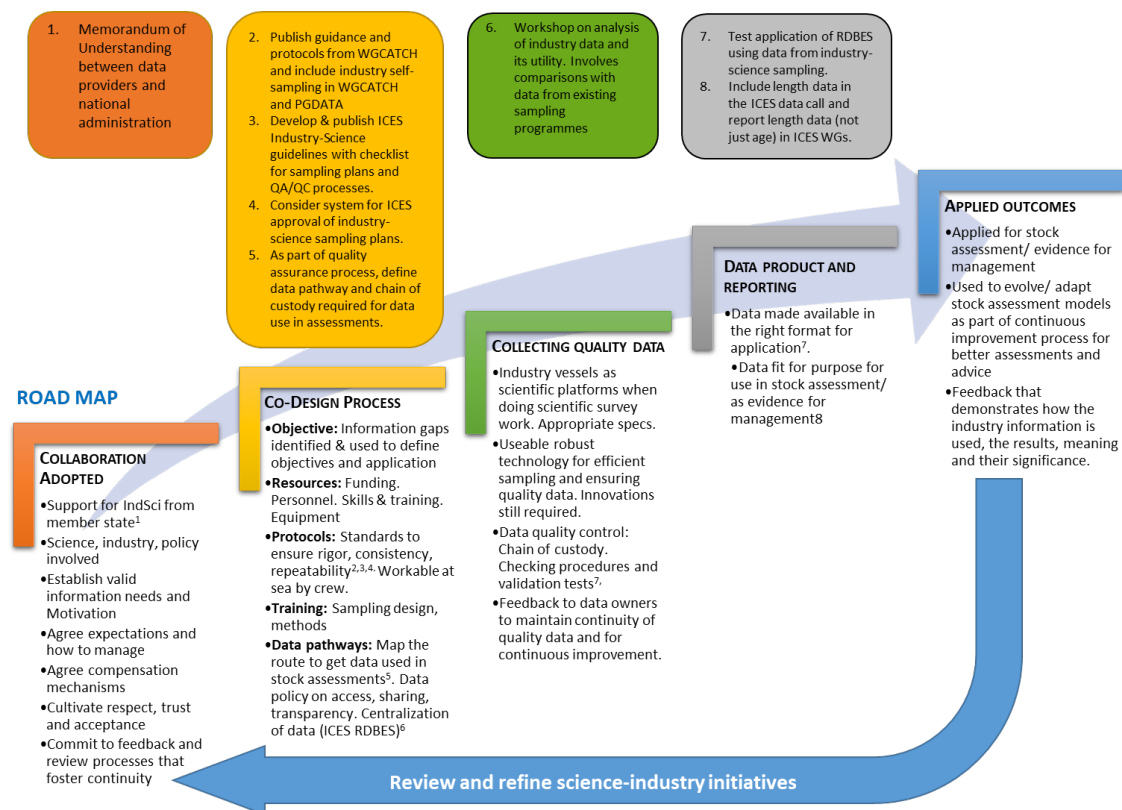 1. Memorandum of
Understanding
between data
providers and
national
administration
2. Publish guidance and
protocols from WGCATCH
and include industry self-
sampling in WGCATCH
and PGDATA
3. Develop & publish ICES
Industry-Science
guidelines with checklist
for sampling plans and
QA/QC processes.
4. Consider system for ICES
approval of industry-
science sampling plans.
5. As part of quality
assurance process, define
data pathway and chain of
custody required for data
use in assessments.
6. Workshop on analysis
of industry data and
its utility. Involves
comparisons with
data from existing
sampling
programmes
7. Test application of RDBES
using data from industry-
science sampling.
8. Include length data in
the ICES data call and
report length data (not
just age) in ICES WGs.
ROAD MAP
COLLABORATION
ADOPTED
•Support for IndSci from
member state¹
•Science, industry, policy
involved
•Establish valid
information needs and
Motivation
•Agree expectations and
how to manage
•Agree compensation
mechanisms
•Cultivate respect, trust
and acceptance
•Commit to feedback and
review processes that
foster continuity
CO-DESIGN PROCESS
•Objective: Information gaps
identified & used to define
objectives and application
•Resources: Funding.
Personnel. Skills & training.
Equipment
•Protocols: Standards to
ensure rigor, consistency,
repeatability²,³,⁴. Workable at
sea by crew.
•Training: Sampling design,
methods
•Data pathways: Map the
route to get data used in
stock assessments⁵. Data
policy on access, sharing,
transparency. Centralization
of data (ICES RDBES)⁶
COLLECTING QUALITY DATA
•Industry vessels as
scientific platforms when
doing scientific survey
work. Appropriate specs.
•Useable robust
technology for efficient
sampling and ensuring
quality data. Innovations
still required.
•Data quality control:
Chain of custody.
Checking procedures and
validation tests⁷,
•Feedback to data owners
to maintain continuity of
quality data and for
continuous improvement.
DATA PRODUCT AND
REPORTING
•Data made available in
the right format for
application⁷.
•Data fit for purpose for
use in stock assessment/
as evidence for
management8
APPLIED OUTCOMES
•Applied for stock
assessment/ evidence for
management
•Used to evolve/ adapt
stock assessment models
as part of continuous
improvement process for
better assessments and
advice
•Feedback that
demonstrates how the
industry information is
used, the results, meaning
and their significance.
Review and refine science-industry initiatives